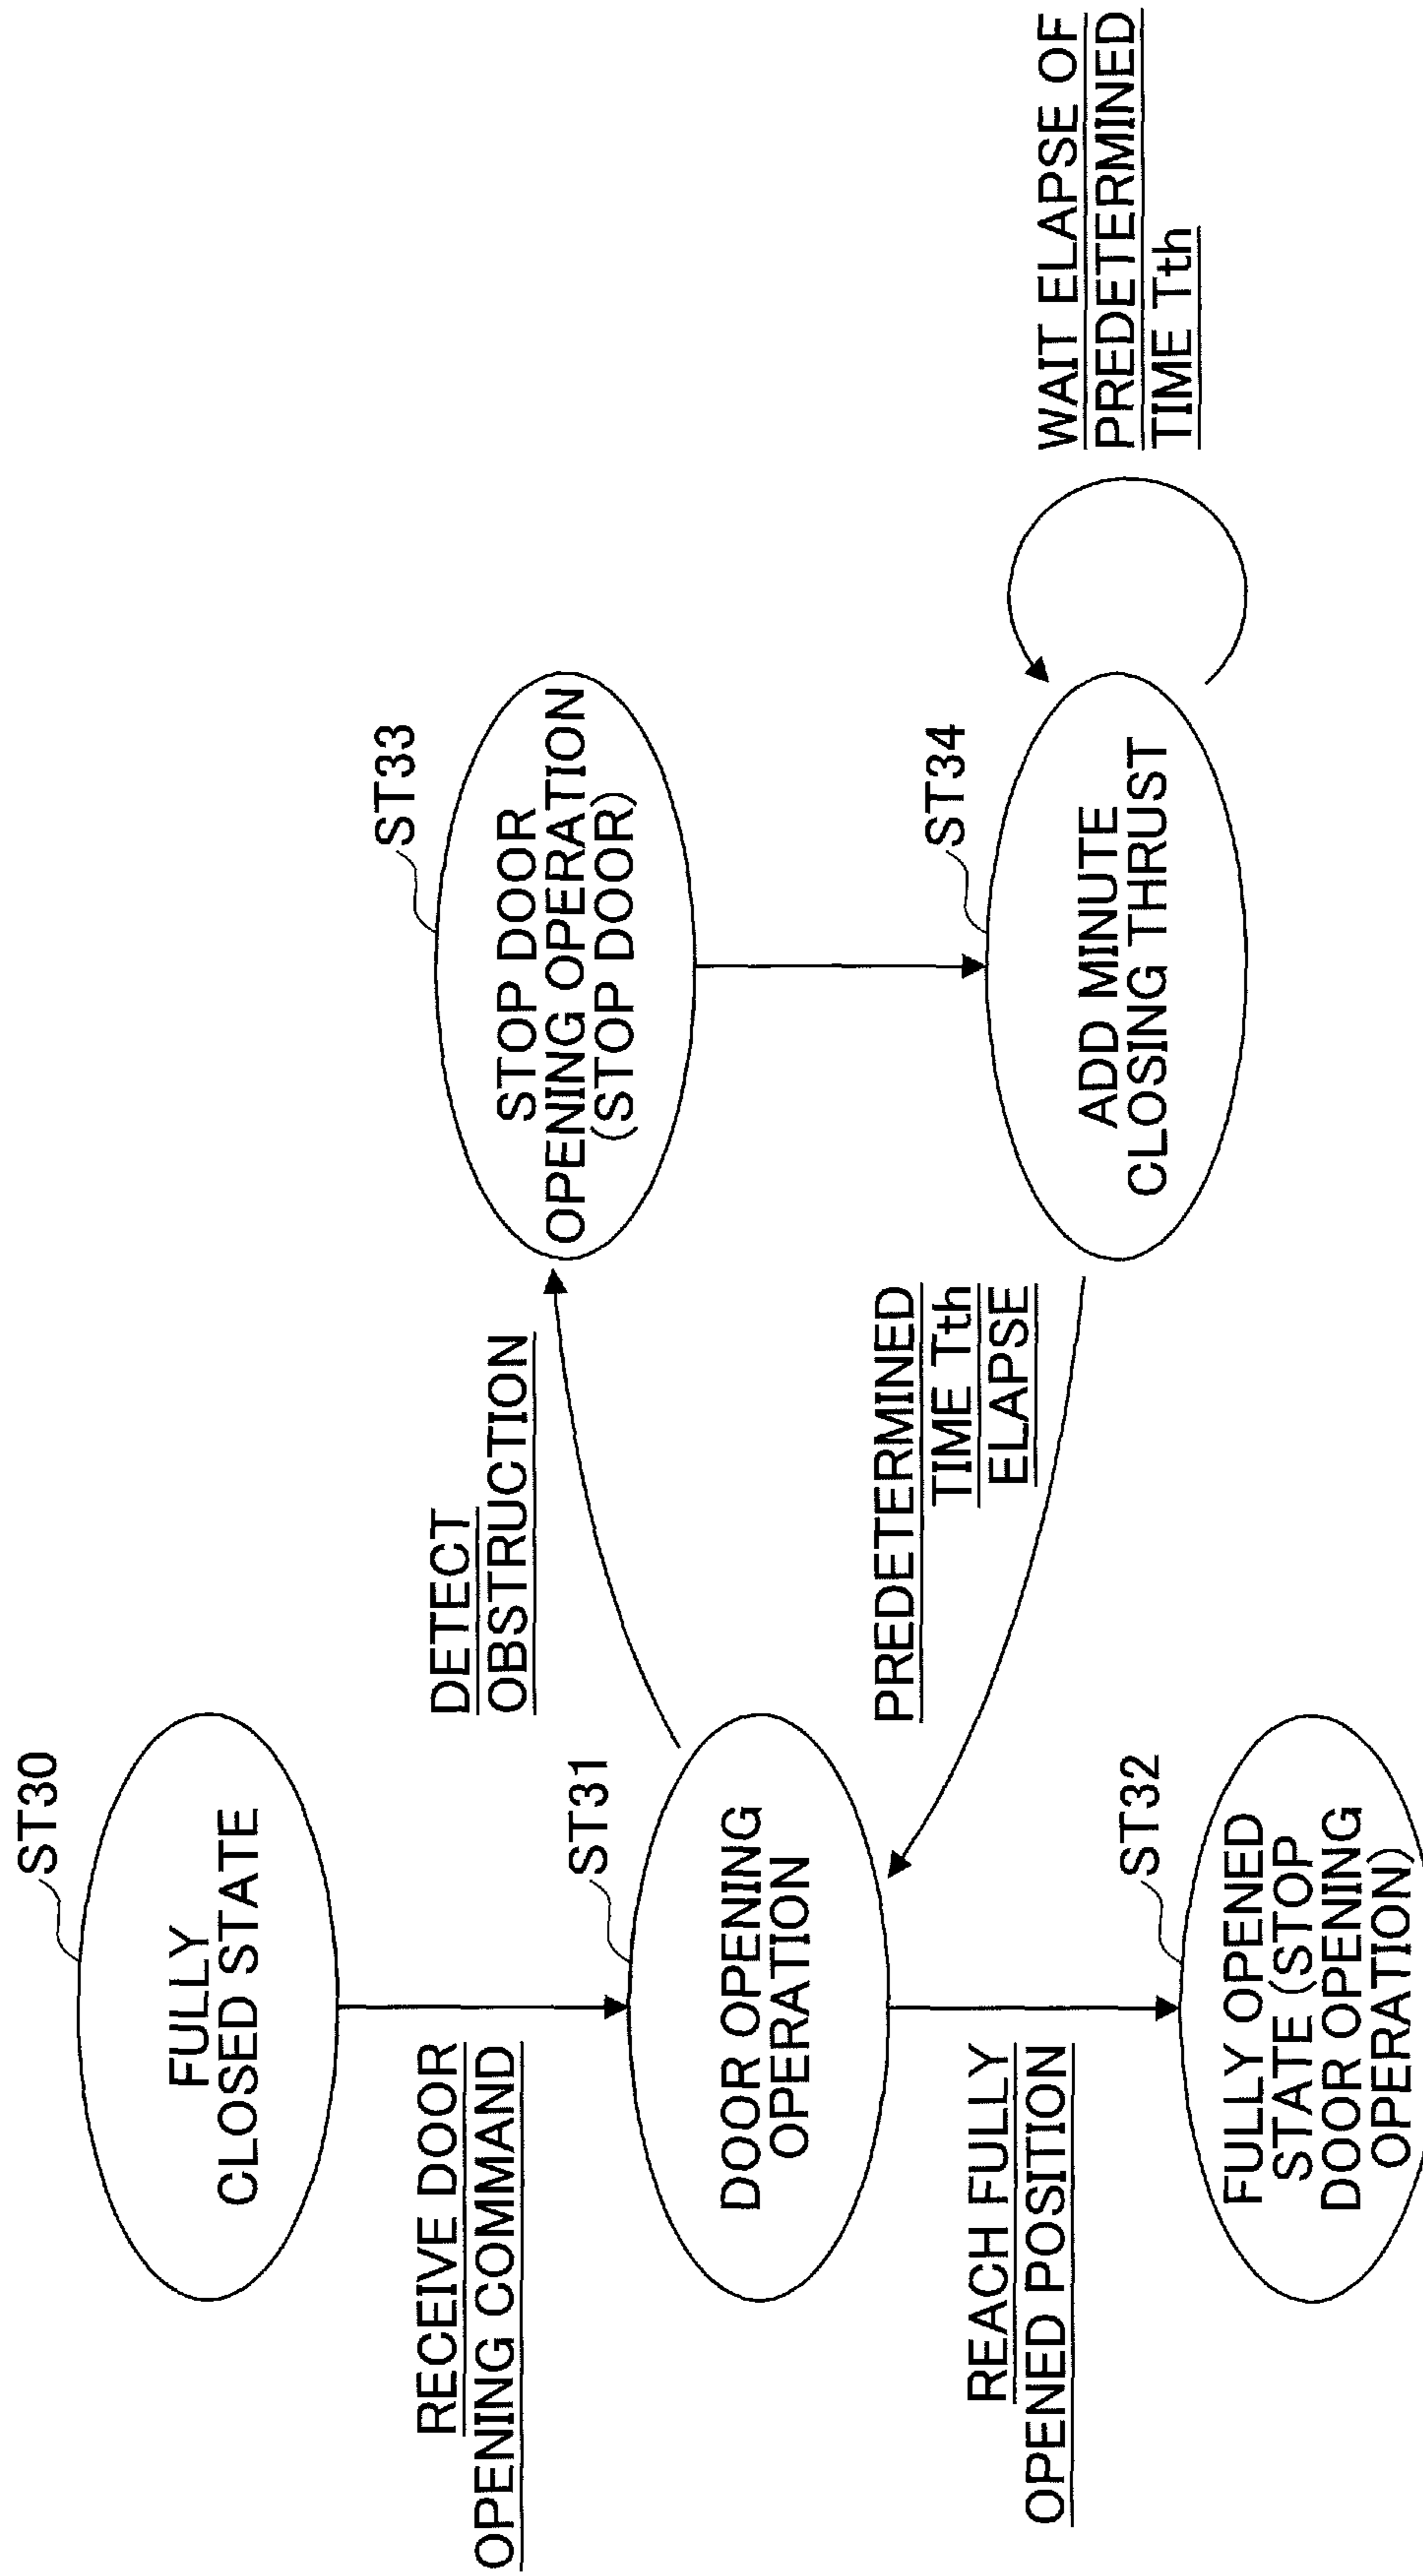 ST30
FULLY
CLOSED STATE
RECEIVE DOOR
OPENING COMMAND
ST31
DOOR OPENING
OPERATION
REACH FULLY
OPENED POSITION
ST32
FULLY OPENED
STATE (STOP
DOOR OPENING
OPERATION)
DETECT
OBSTRUCTION
ST33
STOP DOOR
OPENING OPERATION
(STOP DOOR)
ST34
ADD MINUTE
CLOSING THRUST
PREDETERMINED
TIME Tth
ELAPSE
WAIT ELAPSE OF
PREDETERMINED
TIME Tth